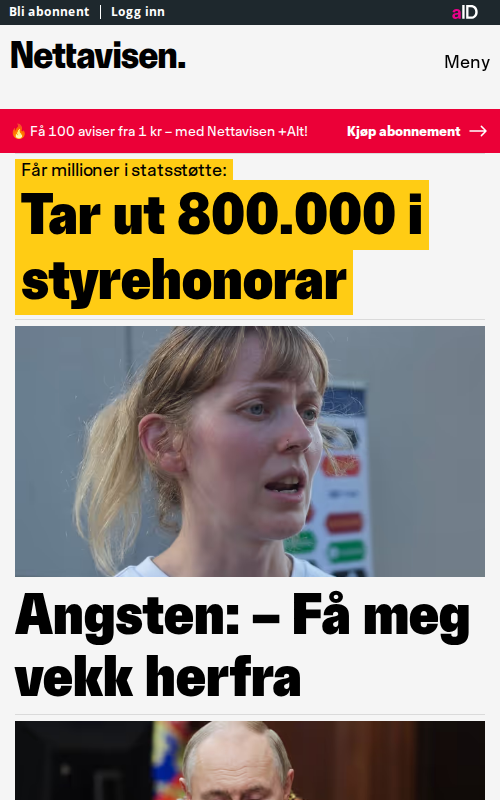 Bli abonnent | Logg inn
aID
Nettavisen.
Meny
🔥 Få 100 aviser fra 1 kr – med Nettavisen +Alt!
Kjøp abonnement →
Får millioner i statsstøtte:
Tar ut 800.000 i
styrehonorar
Angsten: – Få meg
vekk herfra